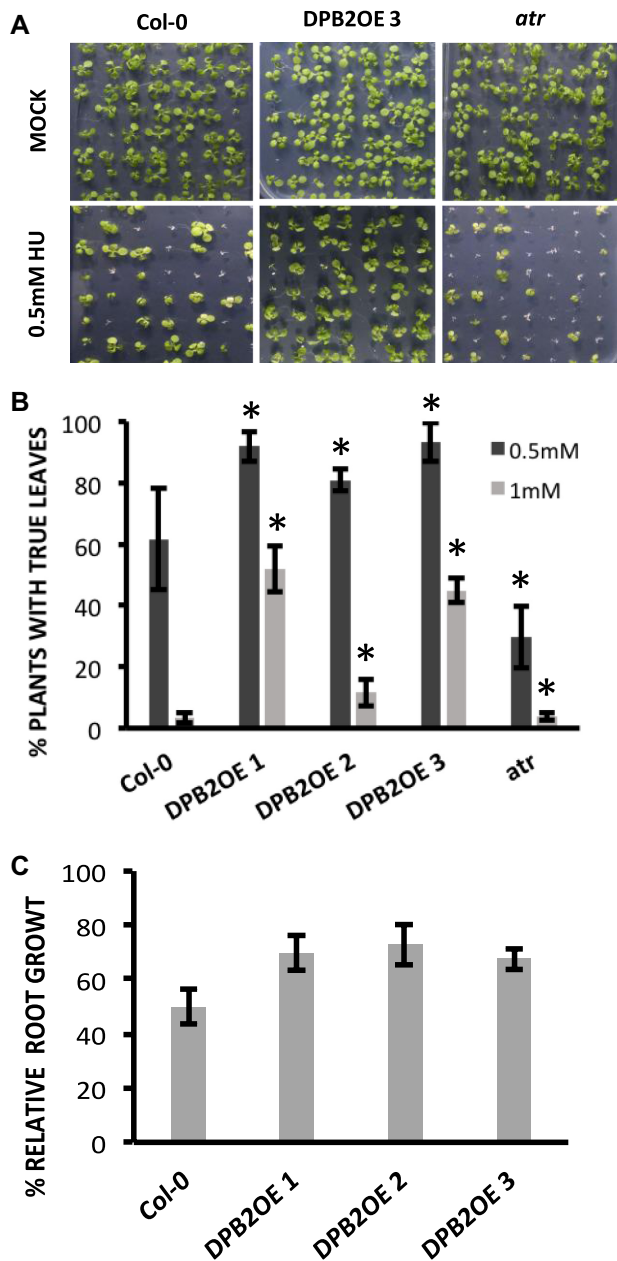 A
Col-0 DPB2OE 3 atr
MOCK
0.5mM HU
B
% PLANTS WITH TRUE LEAVES
100
80
60
40
20
0
* * * * * * * *
0.5mM
1mM
Col-0 DPB2OE 1 DPB2OE 2 DPB2OE 3 atr
C
% RELATIVE ROOT GROWT
100
80
60
40
20
0
Col-0 DPB2OE 1 DPB2OE 2 DPB2OE 3